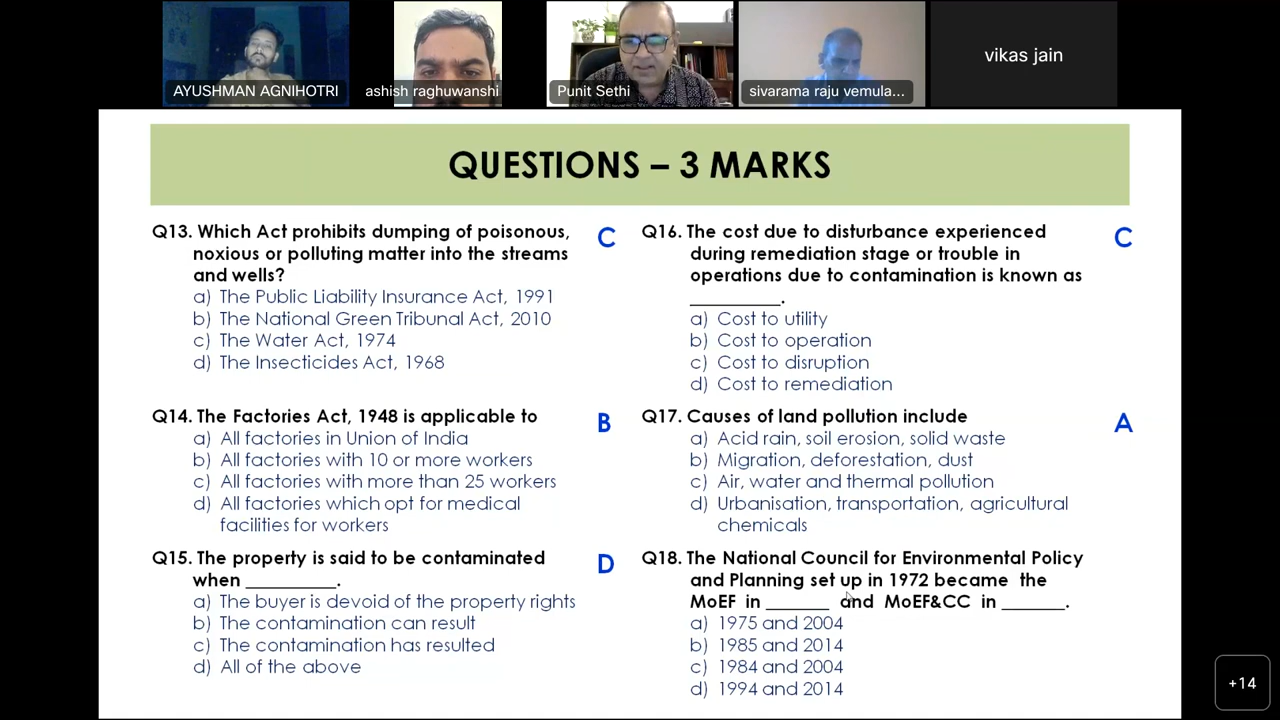 AYUSHMAN AGNIHOTRI
ashish raghuwanshi
Punit Sethi
sivarama raju vemula...
vikas jain
QUESTIONS – 3 MARKS
Q13. Which Act prohibits dumping of poisonous,
noxious or polluting matter into the streams
and wells?
C
a) The Public Liability Insurance Act, 1991
b) The National Green Tribunal Act, 2010
c) The Water Act, 1974
d) The Insecticides Act, 1968
Q14. The Factories Act, 1948 is applicable to
B
a) All factories in Union of India
b) All factories with 10 or more workers
c) All factories with more than 25 workers
d) All factories which opt for medical
facilities for workers
Q15. The property is said to be contaminated
when __________.
D
a) The buyer is devoid of the property rights
b) The contamination can result
c) The contamination has resulted
d) All of the above
Q16. The cost due to disturbance experienced
during remediation stage or trouble in
operations due to contamination is known as
__________.
C
a) Cost to utility
b) Cost to operation
c) Cost to disruption
d) Cost to remediation
Q17. Causes of land pollution include
A
a) Acid rain, soil erosion, solid waste
b) Migration, deforestation, dust
c) Air, water and thermal pollution
d) Urbanisation, transportation, agricultural
chemicals
Q18. The National Council for Environmental Policy
and Planning set up in 1972 became the
MoEF in _______ and MoEF&CC in _______.
a) 1975 and 2004
b) 1985 and 2014
c) 1984 and 2004
d) 1994 and 2014
+14